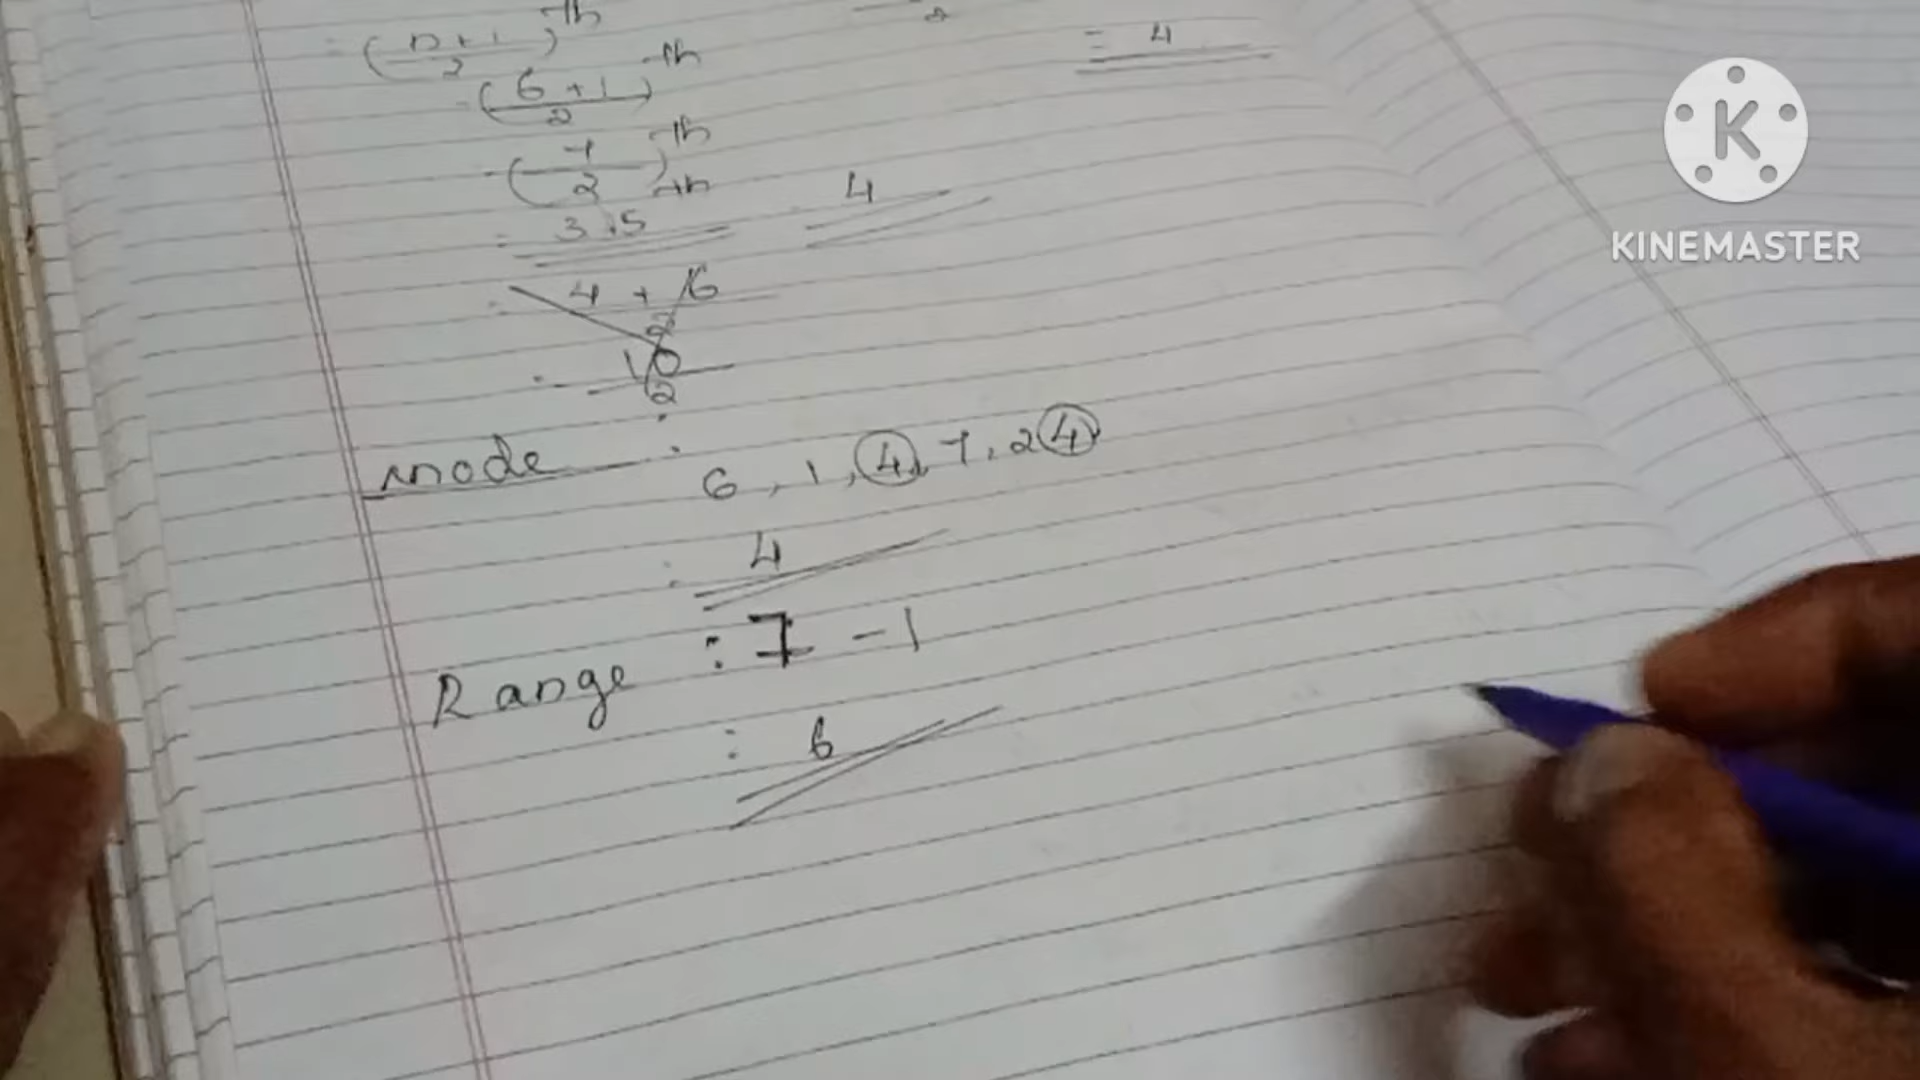 = (n+1/2)th
= (6+1/2)th
= 4
- (7/2)th
= 3.5th 4
4 + 6
2
10
2
mode : 6, 1, 4, 7, 2 4
: 4
Range : 7 - 1
: 6
K
KINEMASTER